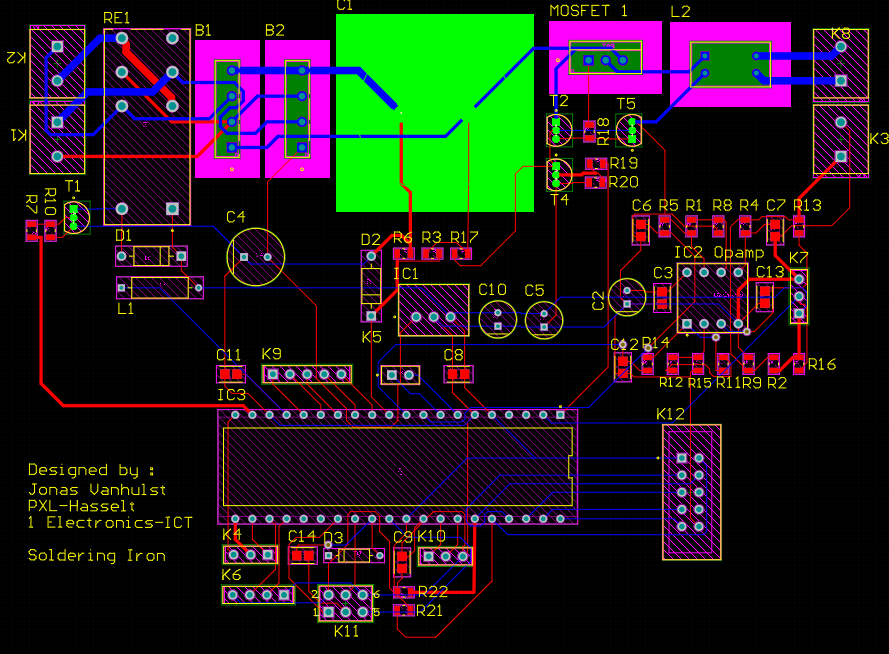 C1
MOSFET 1
L2
RE1
B1
B2
K8
K2
T2
T5
R18
K1
K3
R19
R20
T1
T4
R7
R10
C4
C6
R5
R1
R8
R4
C7
R13
D1
D2
R6
R3
R17
IC2 Opamp
K7
IC1
C3
C13
L1
C10
C5
C2
K5
C12
R14
C11
K9
C8
R12
R15
R11
R9
R2
R16
IC3
K12
Designed by :
Jonas Vanhulst
PXL-Hasselt
1 Electronics-ICT
Soldering Iron
K4
C14
D3
C9
K10
K6
2
6
R22
1
5
R21
K11